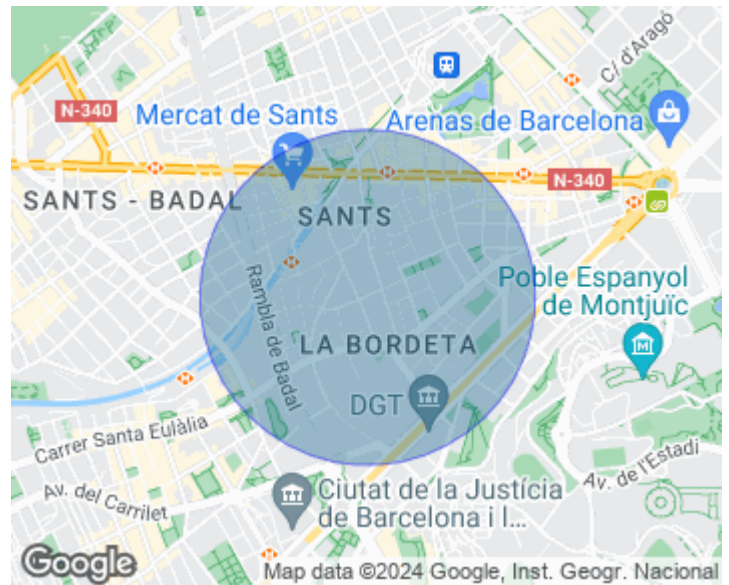 C/ d'Aragó
N-340
Mercat de Sants
Arenas de Barcelona
N-340
SANTS - BADAL
SANTS
Rambla de Badal
Poble Espanyol
de Montjuïc
LA BORDETA
DGT
Carrer Santa Eulàlia
Av. de l'Estadi
Av. del Carrilet
Ciutat de la Justícia
de Barcelona i l...
Google
Map data ©2024 Google, Inst. Geogr. Nacional